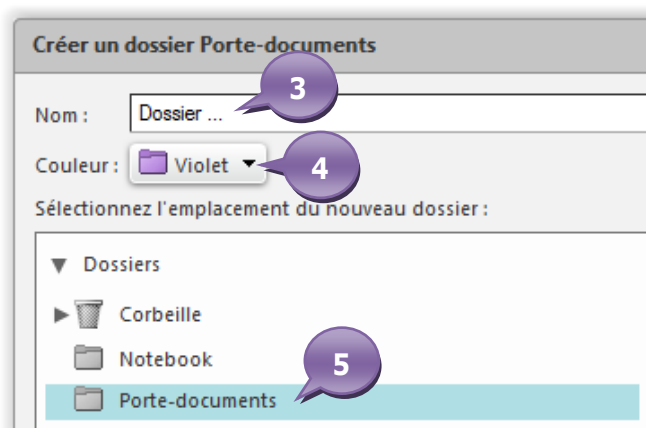 Créer un dossier Porte-documents
3
Nom : Dossier ...
Couleur : Violet
4
Sélectionnez l'emplacement du nouveau dossier :
Dossiers
Corbeille
Notebook
5
Porte-documents